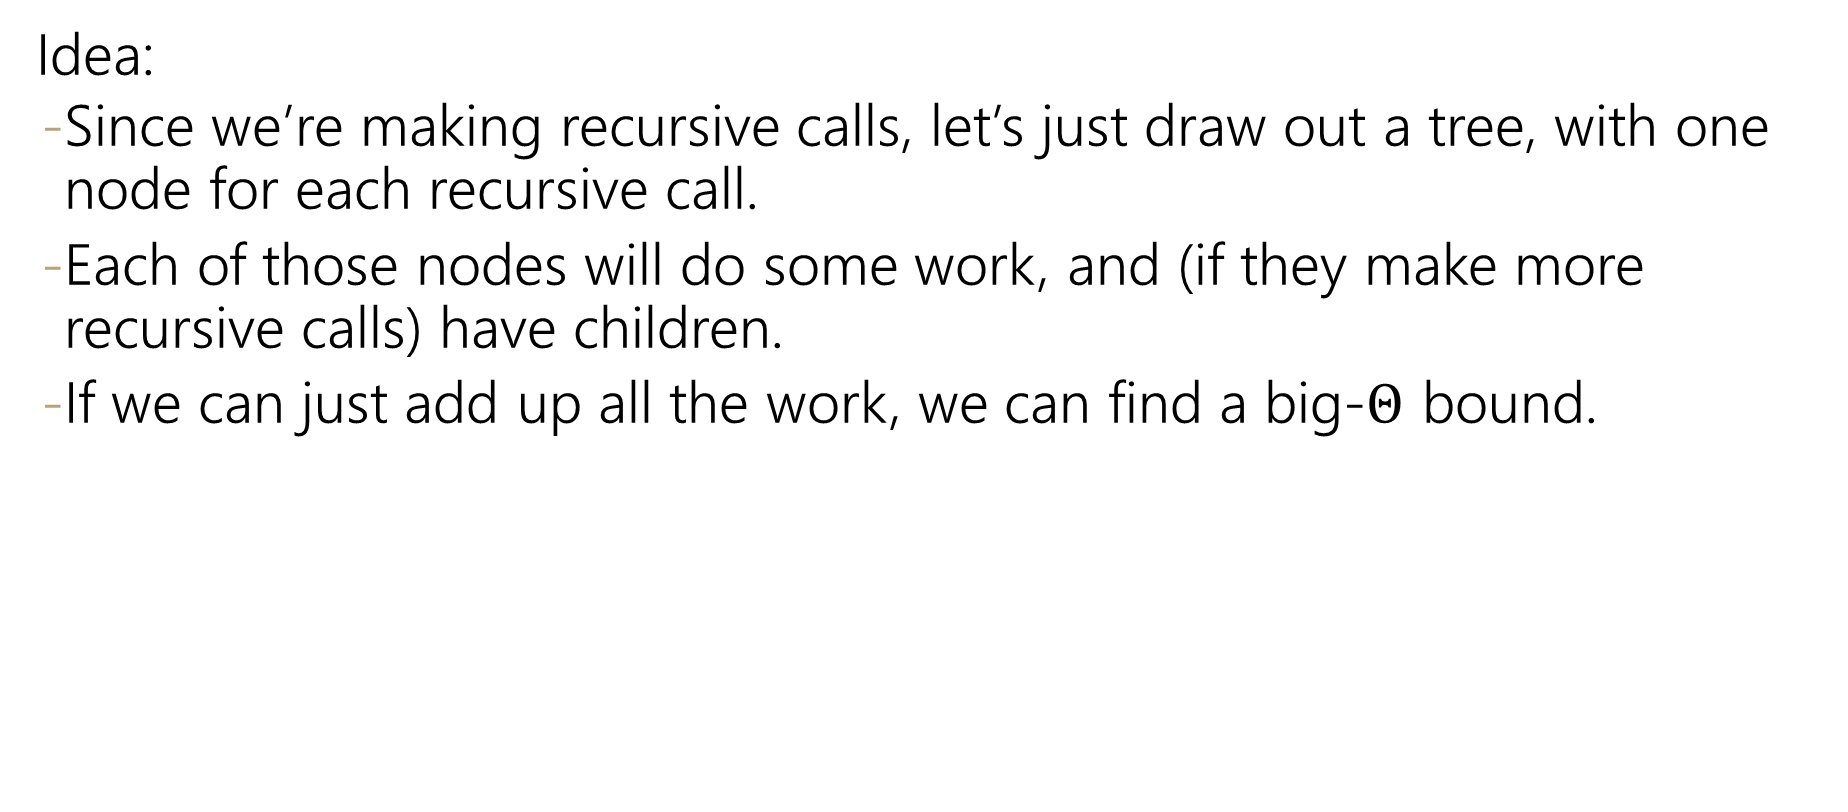 Idea:
-Since we’re making recursive calls, let’s just draw out a tree, with one
node for each recursive call.
-Each of those nodes will do some work, and (if they make more
recursive calls) have children.
-If we can just add up all the work, we can find a big-Θ bound.